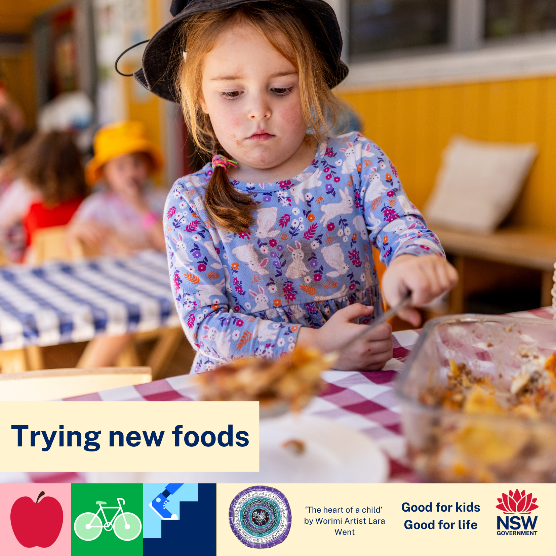 Trying new foods
'The heart of a child'
by Worimi Artist Lara
Went
Good for kids
Good for life
NSW
GOVERNMENT